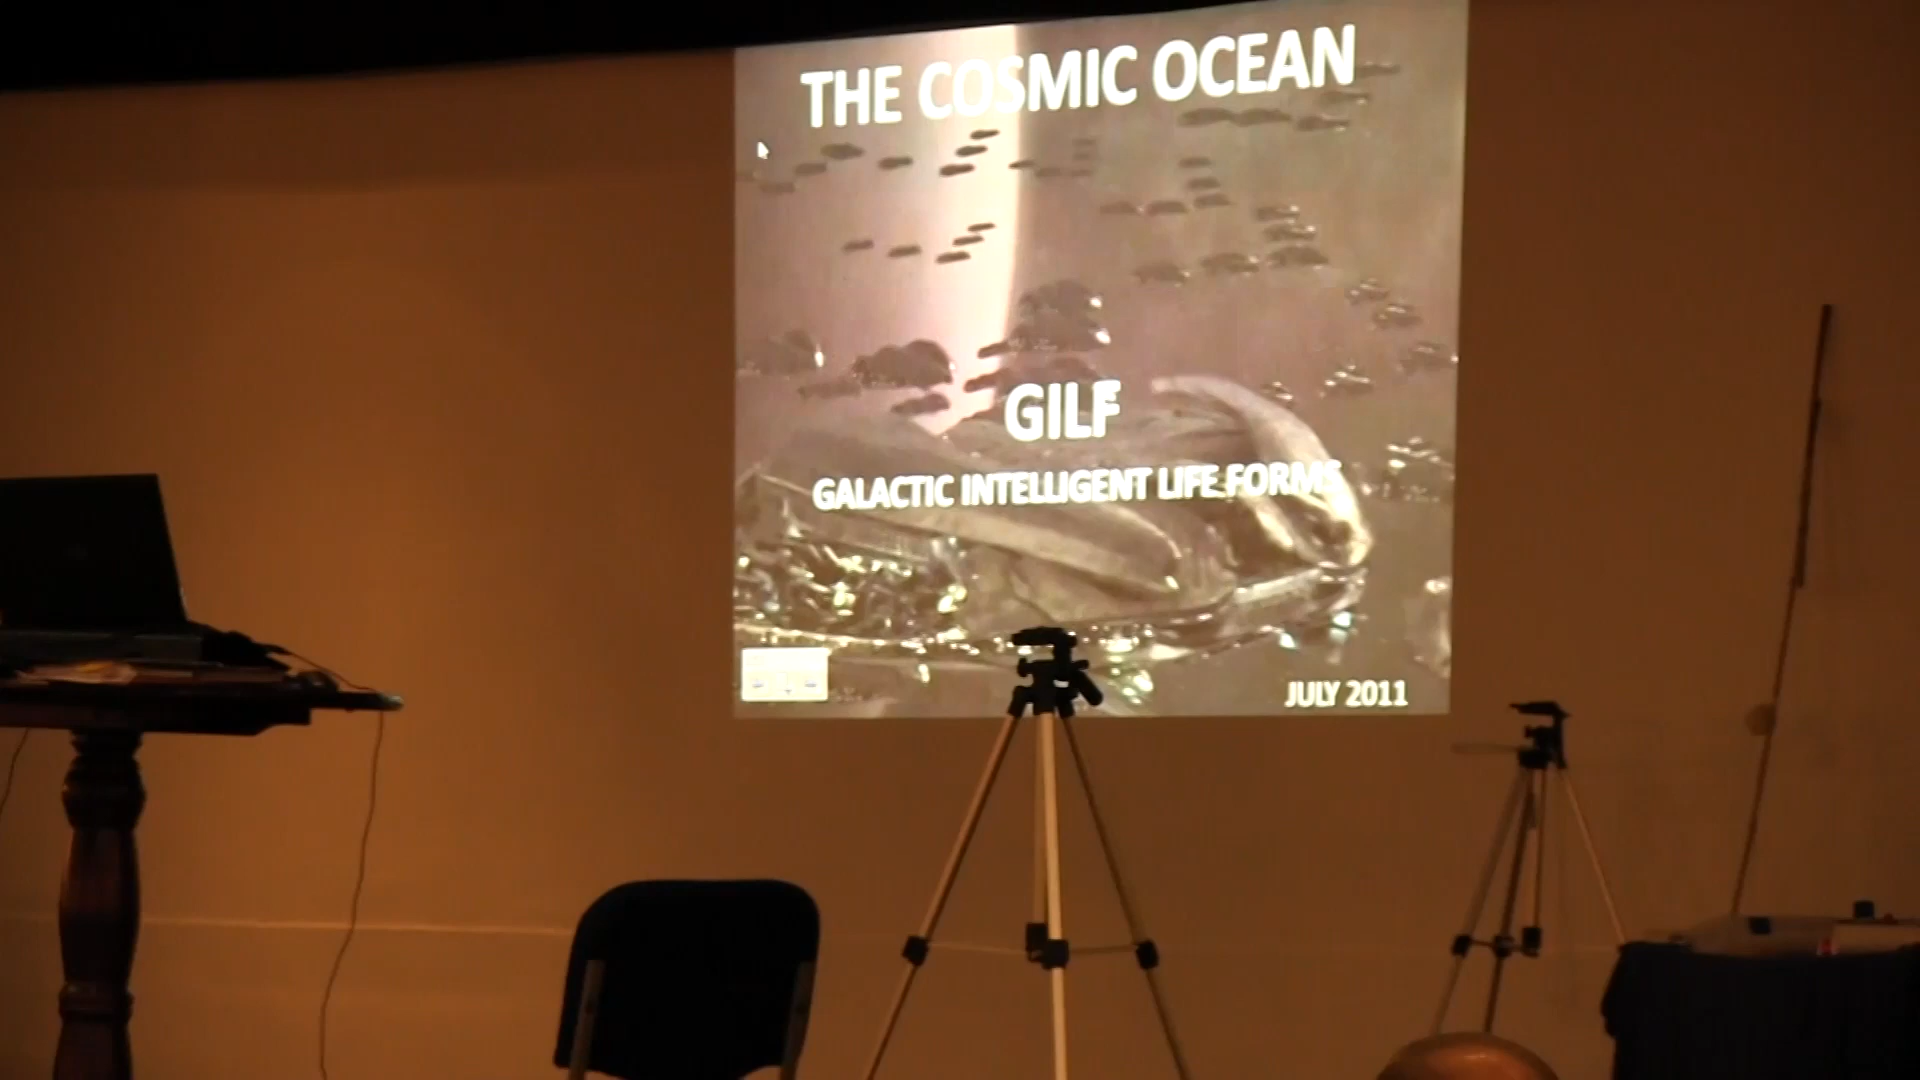 THE COSMIC OCEAN
GILF
GALACTIC INTELLIGENT LIFE FORMS
JULY 2011